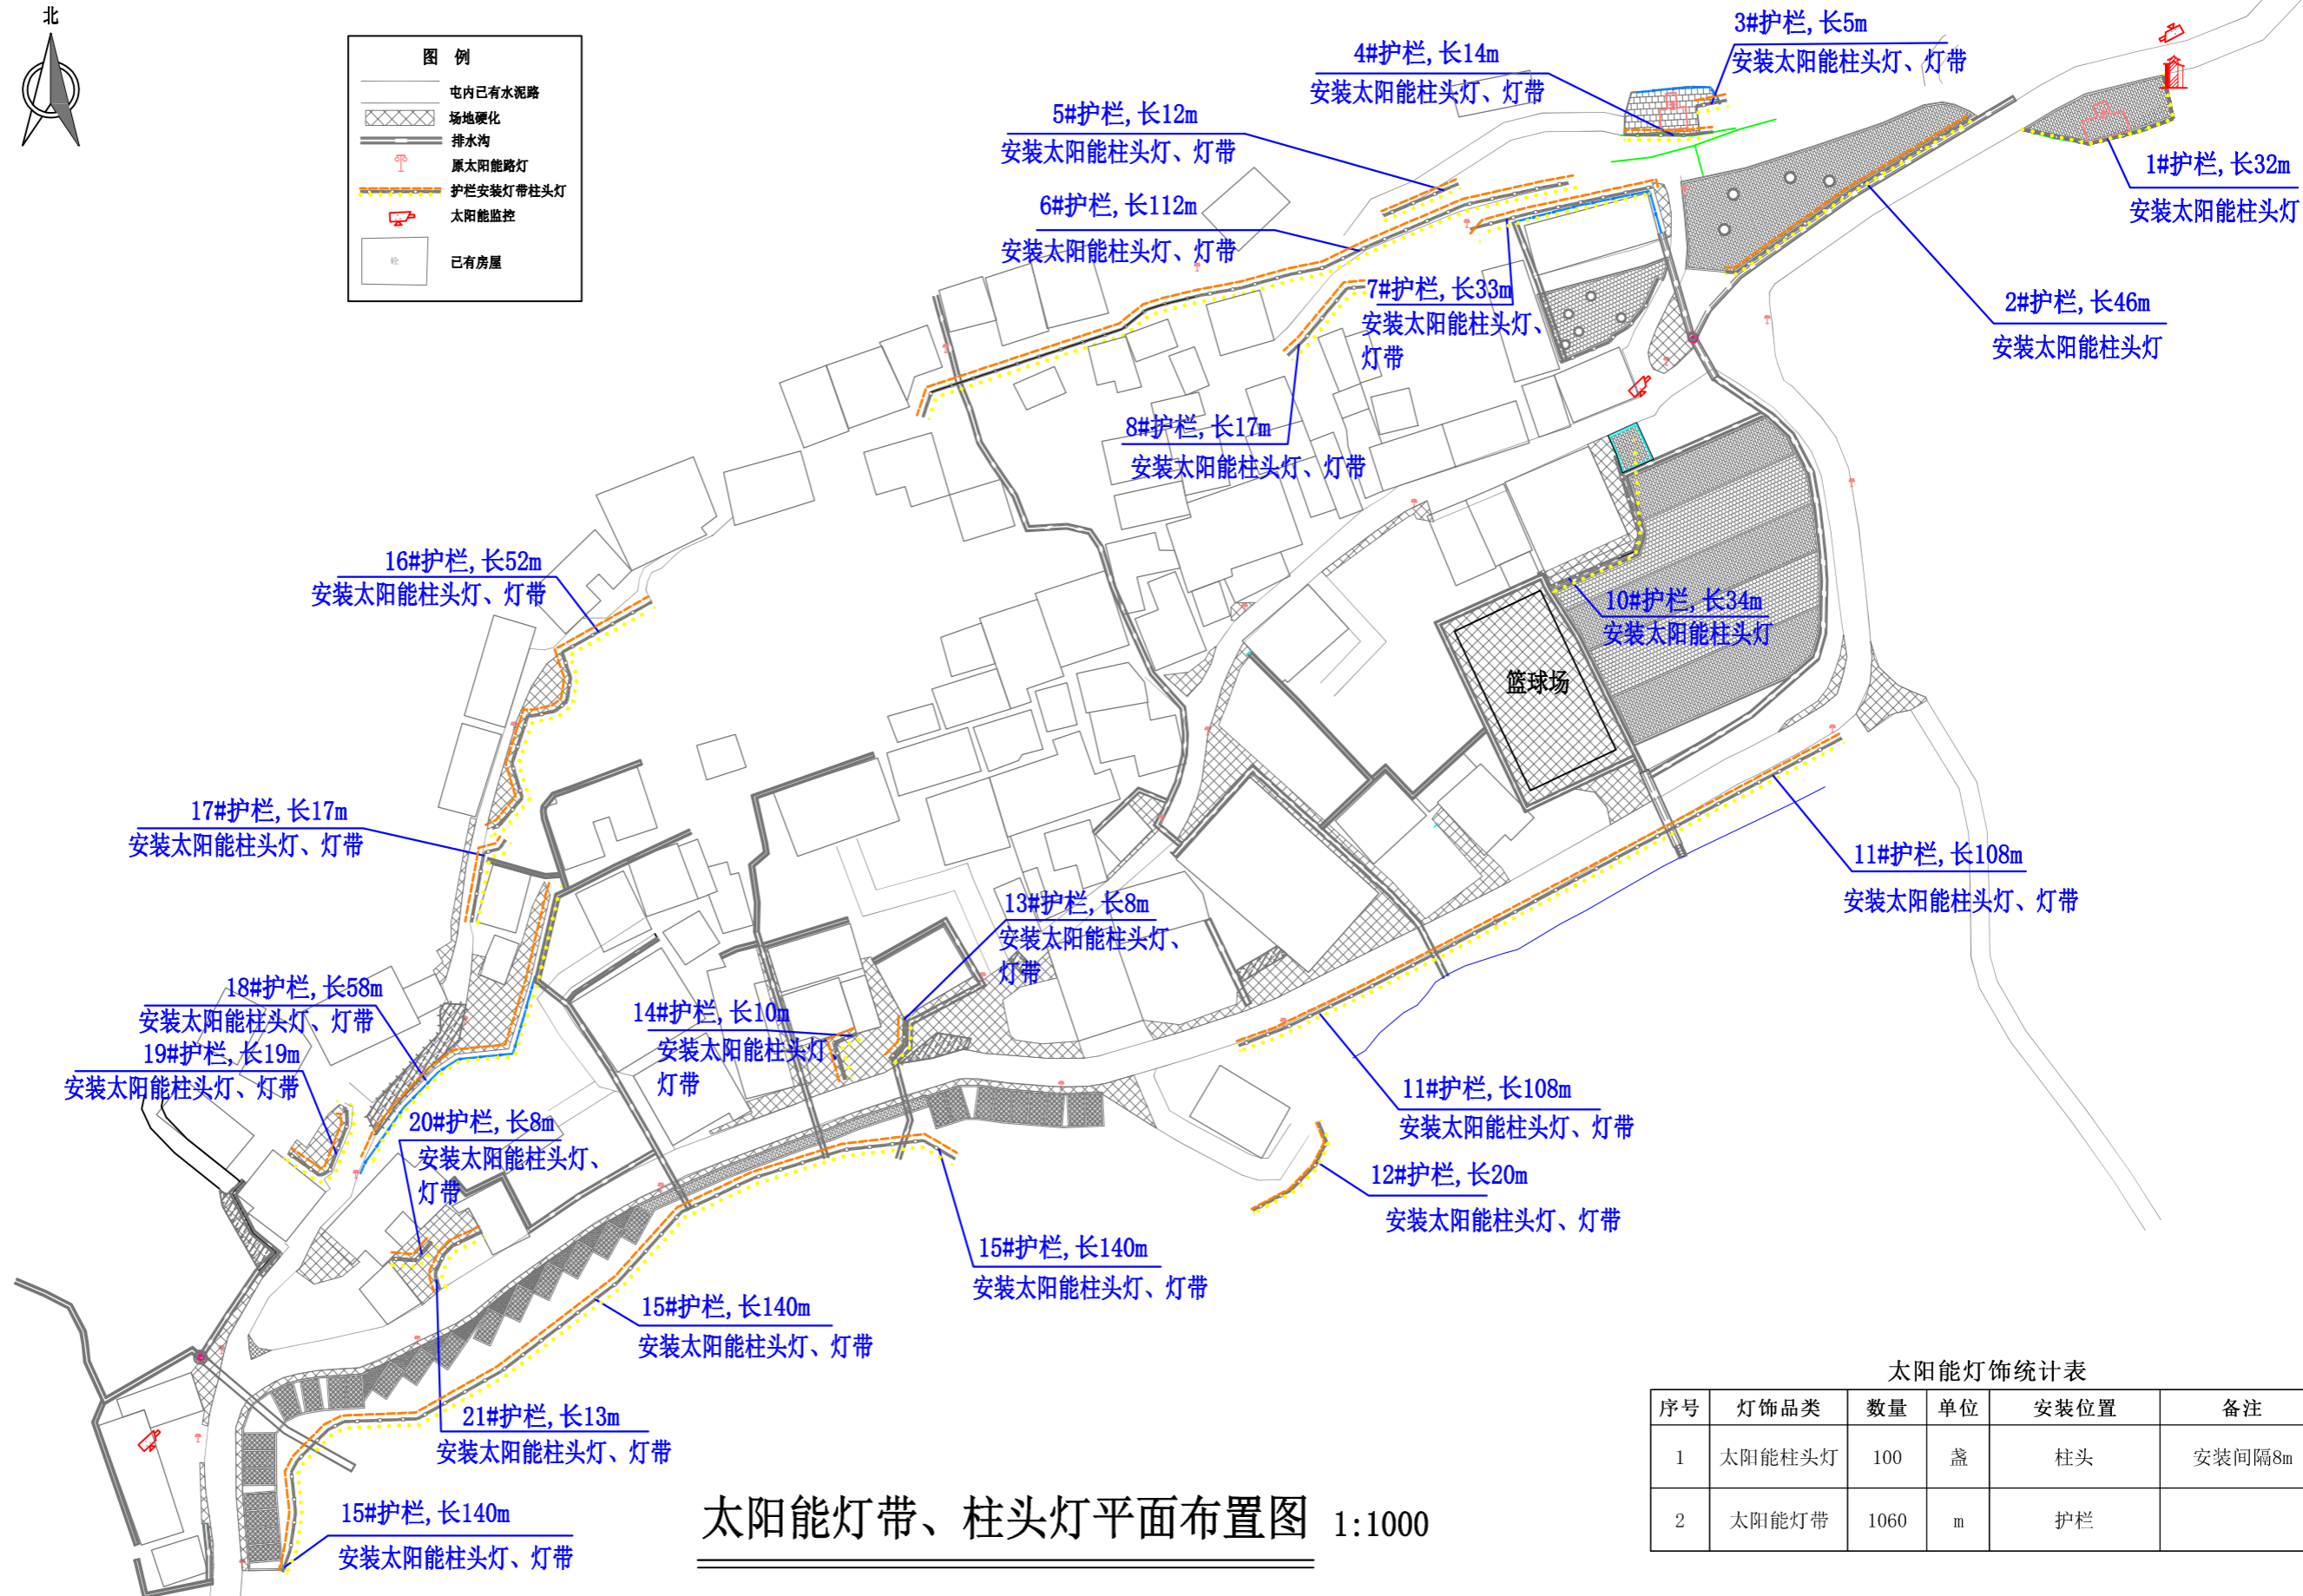 北
图 例
屯内已有水泥路
场地硬化
排水沟
原太阳能路灯
护栏安装灯带柱头灯
太阳能监控
已有房屋
3#护栏,长5m
安装太阳能柱头灯、灯带
4#护栏,长14m
安装太阳能柱头灯、灯带
5#护栏,长12m
安装太阳能柱头灯、灯带
1#护栏,长32m
安装太阳能柱头灯
6#护栏,长112m
安装太阳能柱头灯、灯带
7#护栏,长33m
安装太阳能柱头灯、
灯带
2#护栏,长46m
安装太阳能柱头灯
8#护栏,长17m
安装太阳能柱头灯、灯带
16#护栏,长52m
安装太阳能柱头灯、灯带
10#护栏,长34m
安装太阳能柱头灯
篮球场
17#护栏,长17m
安装太阳能柱头灯、灯带
11#护栏,长108m
安装太阳能柱头灯、灯带
13#护栏,长8m
安装太阳能柱头灯、
灯带
18#护栏,长58m
安装太阳能柱头灯、灯带
14#护栏,长10m
安装太阳能柱头灯、
灯带
19#护栏,长19m
安装太阳能柱头灯、灯带
11#护栏,长108m
安装太阳能柱头灯、灯带
20#护栏,长8m
安装太阳能柱头灯、
灯带
12#护栏,长20m
安装太阳能柱头灯、灯带
15#护栏,长140m
安装太阳能柱头灯、灯带
15#护栏,长140m
安装太阳能柱头灯、灯带
21#护栏,长13m
安装太阳能柱头灯、灯带
15#护栏,长140m
安装太阳能柱头灯、灯带
太阳能灯带、柱头灯平面布置图 1:1000
太阳能灯饰统计表
序号 灯饰品类 数量 单位 安装位置 备注
1 太阳能柱头灯 100 盏 柱头 安装间隔8m
2 太阳能灯带 1060 m 护栏